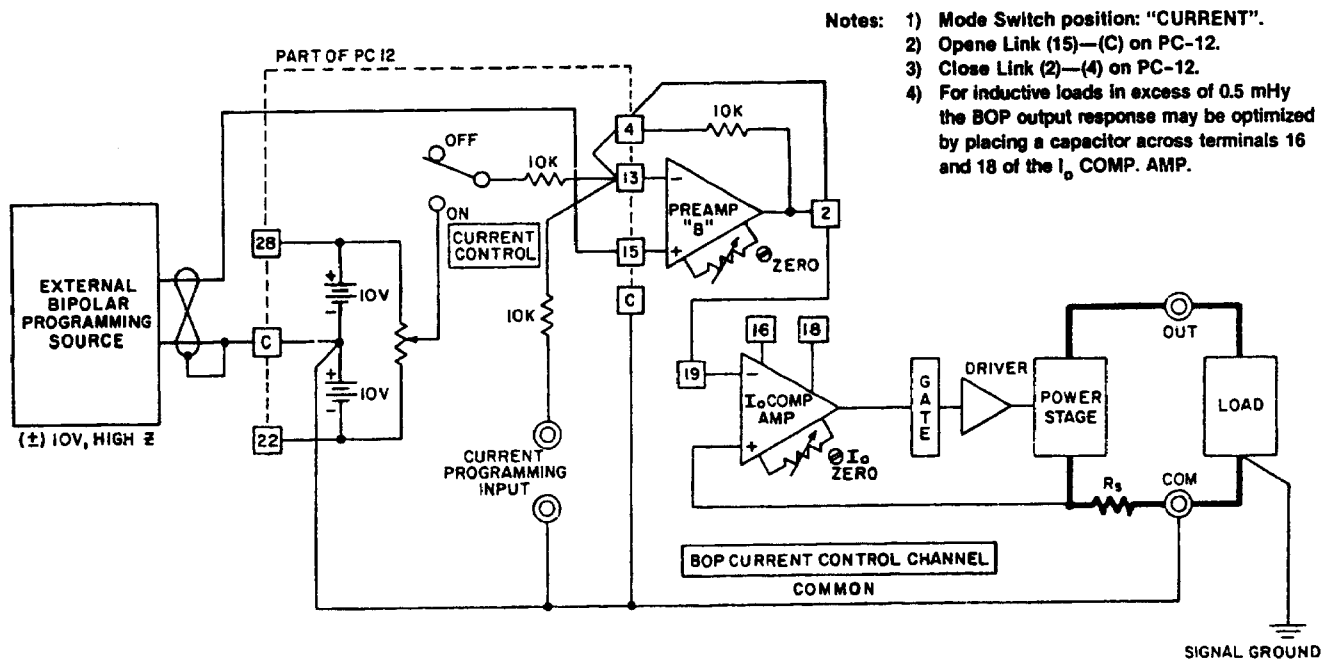 Notes: 1) Mode Switch position: "CURRENT".
2) Opene Link (15)—(C) on PC-12.
3) Close Link (2)—(4) on PC-12.
4) For inductive loads in excess of 0.5 mHy
the BOP output response may be optimized
by placing a capacitor across terminals 16
and 18 of the Io COMP. AMP.
PART OF PC 12
4
10K
OFF
10K
13
−
PREAMP
"B"
2
ON
CURRENT
CONTROL
28
15
+
ZERO
EXTERNAL
BIPOLAR
PROGRAMMING
SOURCE
+
10V
−
C
10K
C
16
18
OUT
19
−
Io COMP
AMP
+
Io
ZERO
G
A
T
E
DRIVER
POWER
STAGE
LOAD
+
10V
−
22
(±) 10V, HIGH Z
CURRENT
PROGRAMMING
INPUT
Rs
COM
BOP CURRENT CONTROL CHANNEL
COMMON
SIGNAL GROUND